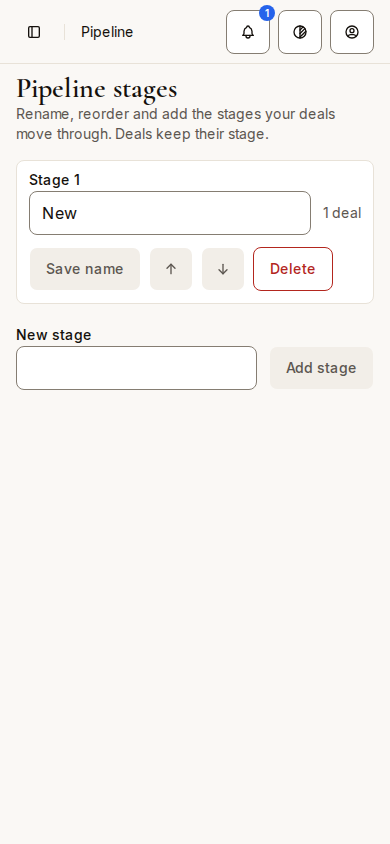 Pipeline
1
Pipeline stages
Rename, reorder and add the stages your deals
move through. Deals keep their stage.
Stage 1
New
1 deal
Save name
↑
↓
Delete
New stage
Add stage